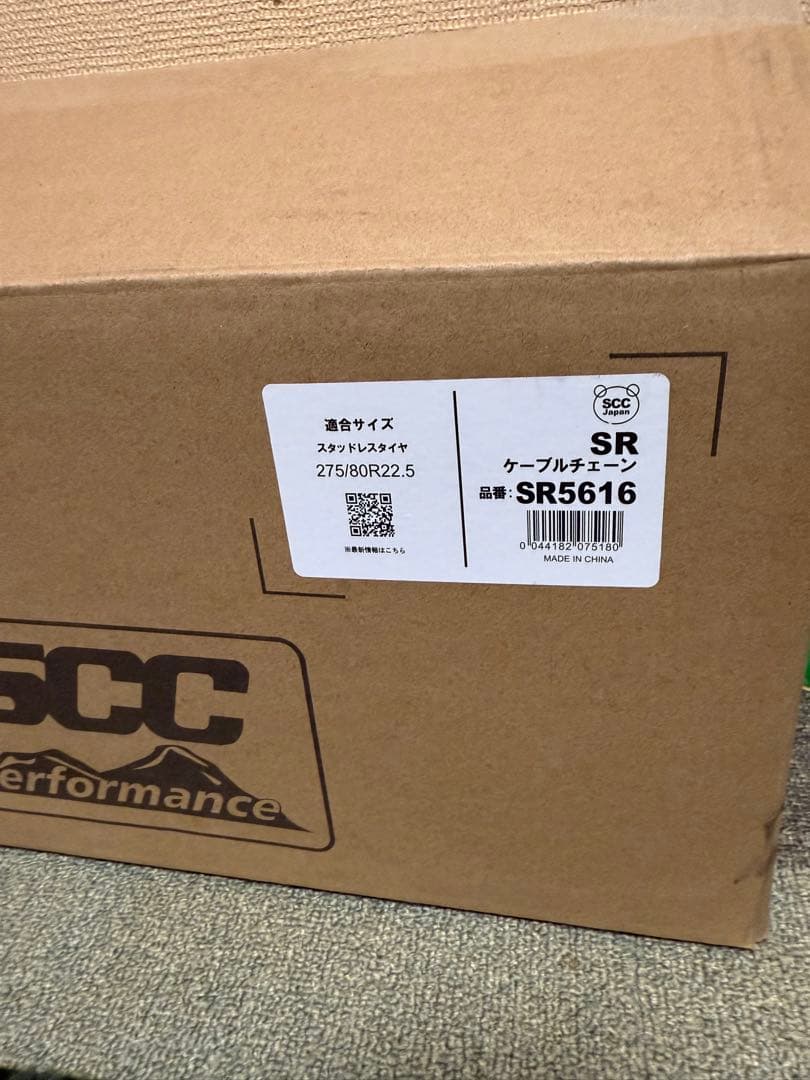 適合サイズ
スタッドレスタイヤ
275/80R22.5
※最新情報はこちら
SCC
Japan
SR
ケーブルチェーン
品番:SR5616
0 044182 075180
MADE IN CHINA
SCC
erformance